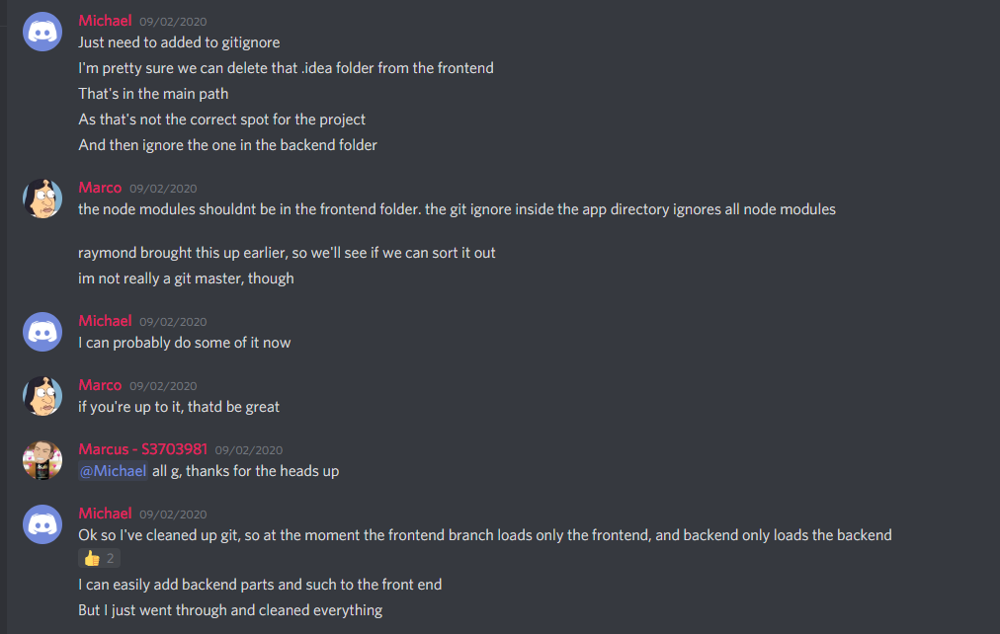 Michael 09/02/2020
Just need to added to gitignore
I'm pretty sure we can delete that .idea folder from the frontend
That's in the main path
As that's not the correct spot for the project
And then ignore the one in the backend folder
Marco 09/02/2020
the node modules shouldnt be in the frontend folder. the git ignore inside the app directory ignores all node modules
raymond brought this up earlier, so we'll see if we can sort it out
im not really a git master, though
Michael 09/02/2020
I can probably do some of it now
Marco 09/02/2020
if you're up to it, thatd be great
Marcus - S3703981 09/02/2020
@Michael all g, thanks for the heads up
Michael 09/02/2020
Ok so I've cleaned up git, so at the moment the frontend branch loads only the frontend, and backend only loads the backend
2
I can easily add backend parts and such to the front end
But I just went through and cleaned everything